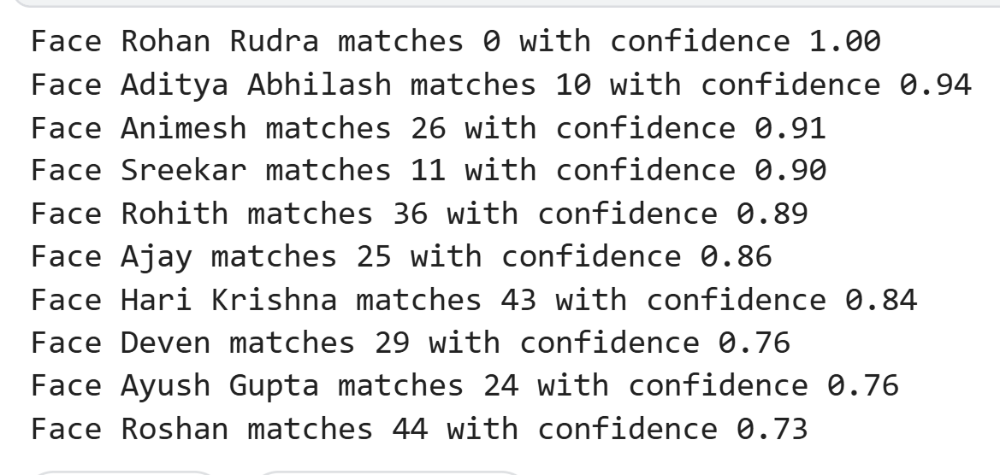 Face Rohan Rudra matches 0 with confidence 1.00
Face Aditya Abhilash matches 10 with confidence 0.94
Face Animesh matches 26 with confidence 0.91
Face Sreekar matches 11 with confidence 0.90
Face Rohith matches 36 with confidence 0.89
Face Ajay matches 25 with confidence 0.86
Face Hari Krishna matches 43 with confidence 0.84
Face Deven matches 29 with confidence 0.76
Face Ayush Gupta matches 24 with confidence 0.76
Face Roshan matches 44 with confidence 0.73